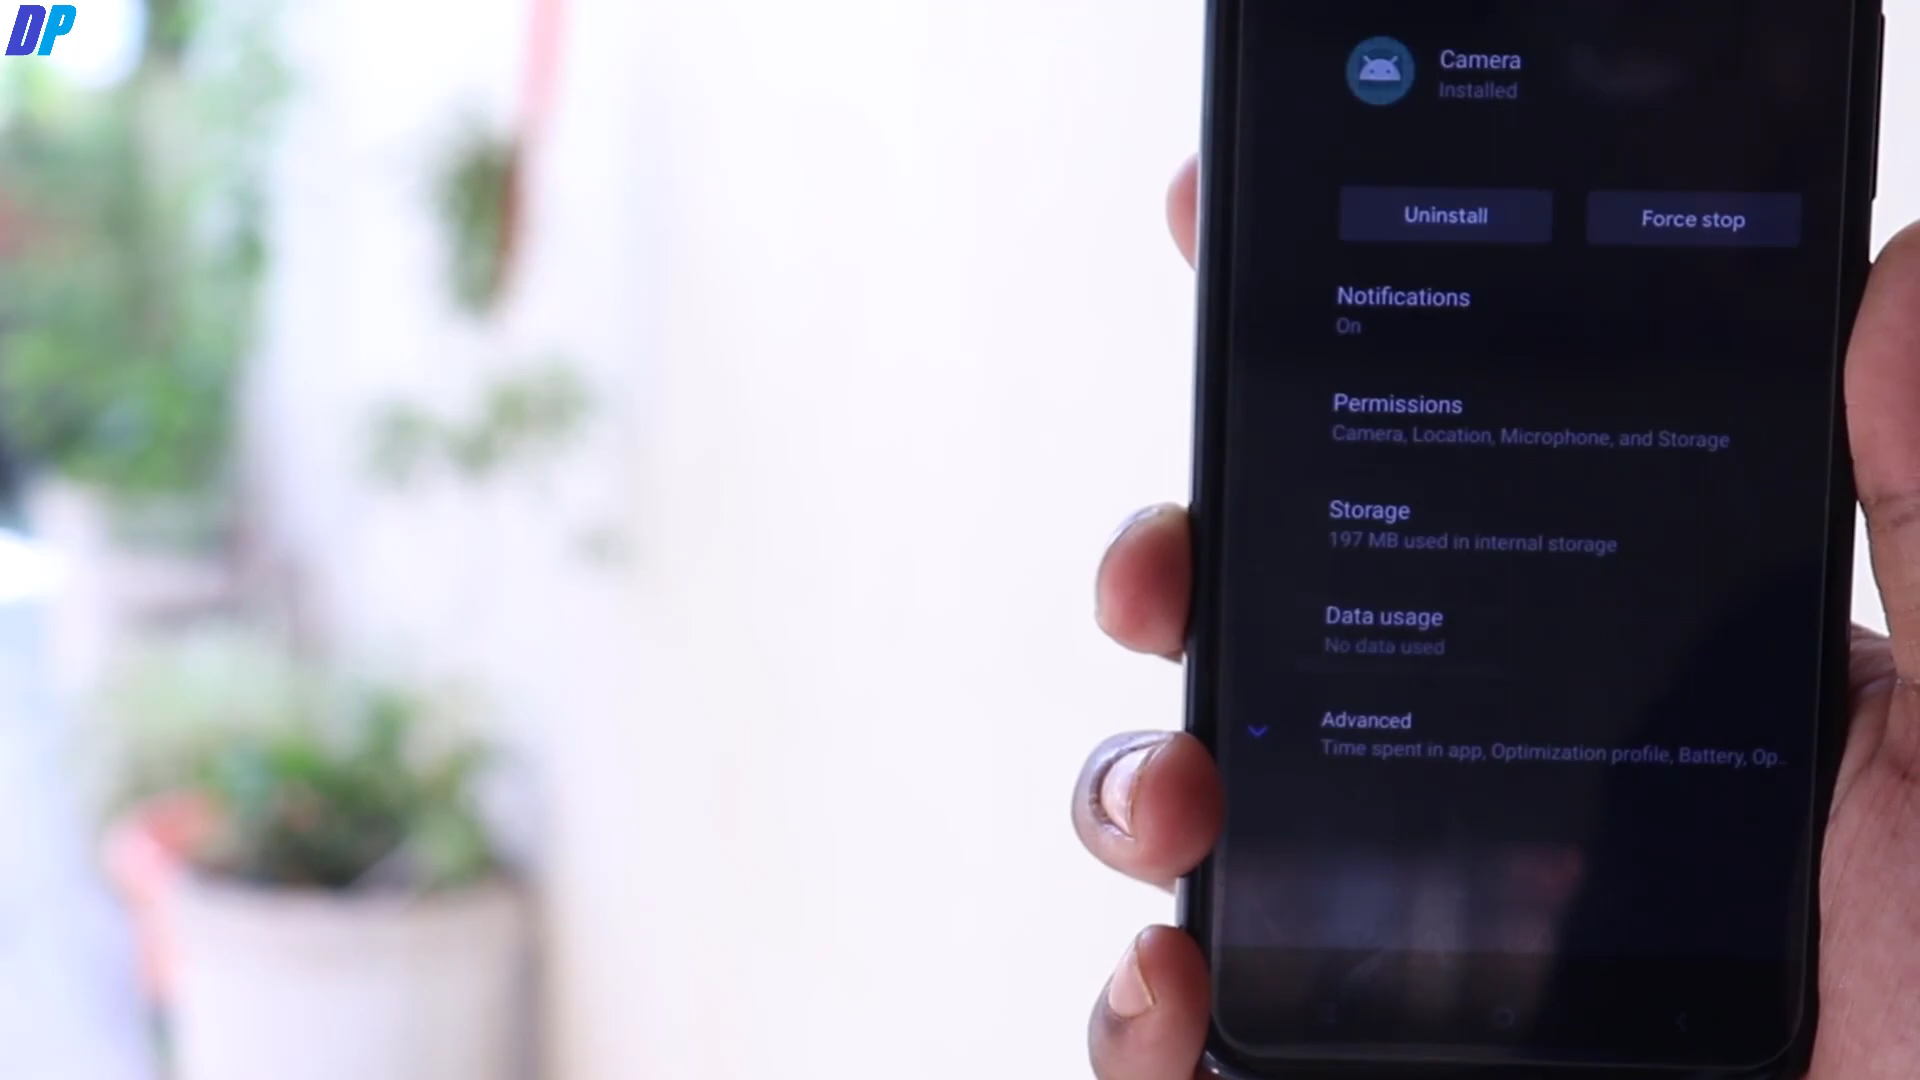 DP
Camera
Installed
Uninstall
Force stop
Notifications
On
Permissions
Camera, Location, Microphone, and Storage
Storage
197 MB used in internal storage
Data usage
No data used
Advanced
Time spent in app, Optimization profile, Battery, Op..